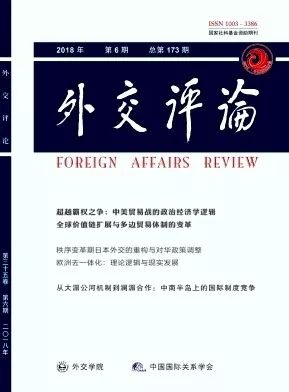 ISSN 1003-3386
国家社科基金资助期刊
2018年 第6期 总第173期
外交评论
FOREIGN AFFAIRS REVIEW
超越霸权之争：中美贸易战的政治经济学逻辑
全球价值链扩展与多边贸易体制的变革
秩序变革期日本外交的重构与对华政策调整
欧洲去一体化：理论逻辑与现实发展
从大湄公河机制到澜湄合作：中南半岛上的国际制度竞争
外交学院
中国国际关系学会
外交评论
第三十五卷 第六期 二〇一八年